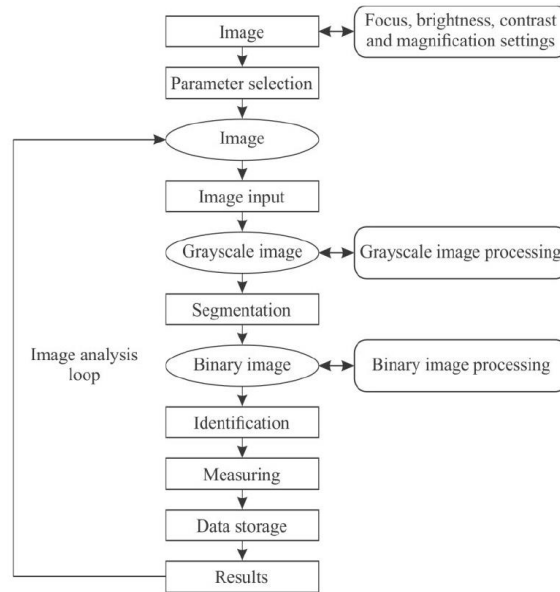 Image
Focus, brightness, contrast
and magnification settings
Parameter selection
Image
Image input
Grayscale image
Grayscale image processing
Segmentation
Image analysis
loop
Binary image
Binary image processing
Identification
Measuring
Data storage
Results